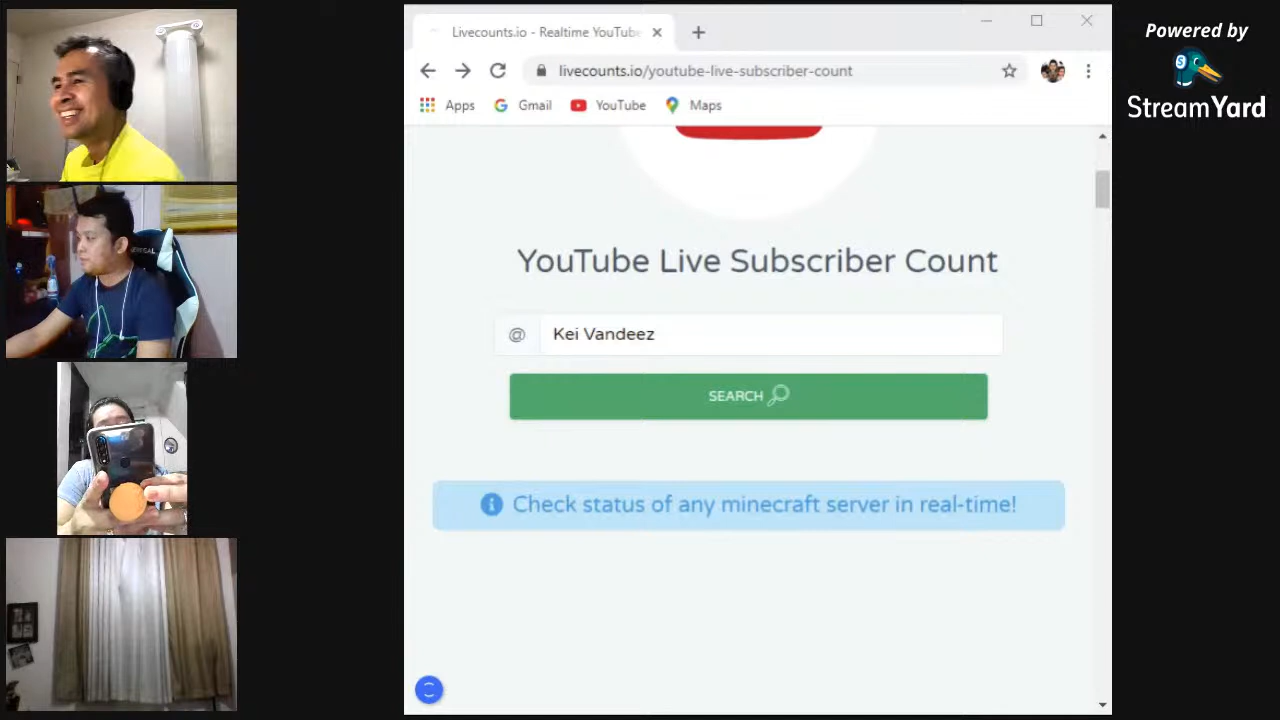 Livecounts.io - Realtime YouTube
livecounts.io/youtube-live-subscriber-count
Apps
Gmail
YouTube
Maps
YouTube Live Subscriber Count
@
Kei Vandeez
SEARCH
Check status of any minecraft server in real-time!
Powered by
StreamYard